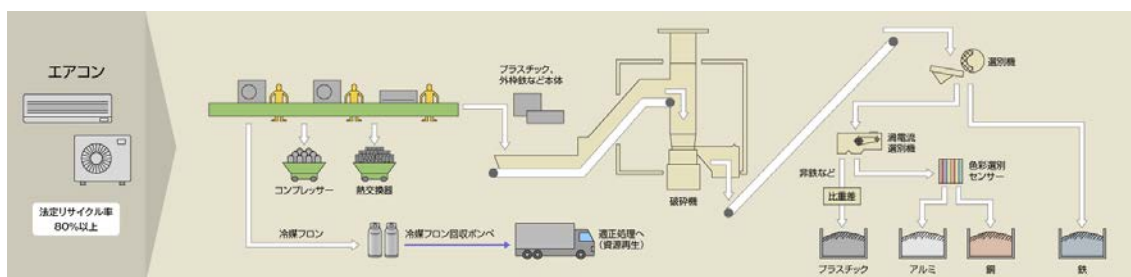 エアコン
法定リサイクル率
80%以上
コンプレッサー
熱交換器
冷媒フロン
冷媒フロン回収ボンベ
適正処理へ
（資源再生）
プラスチック、
外枠鉄など本体
破砕機
選別機
渦電流
選別機
非鉄など
比重差
色彩選別
センサー
プラスチック
アルミ
銅
鉄